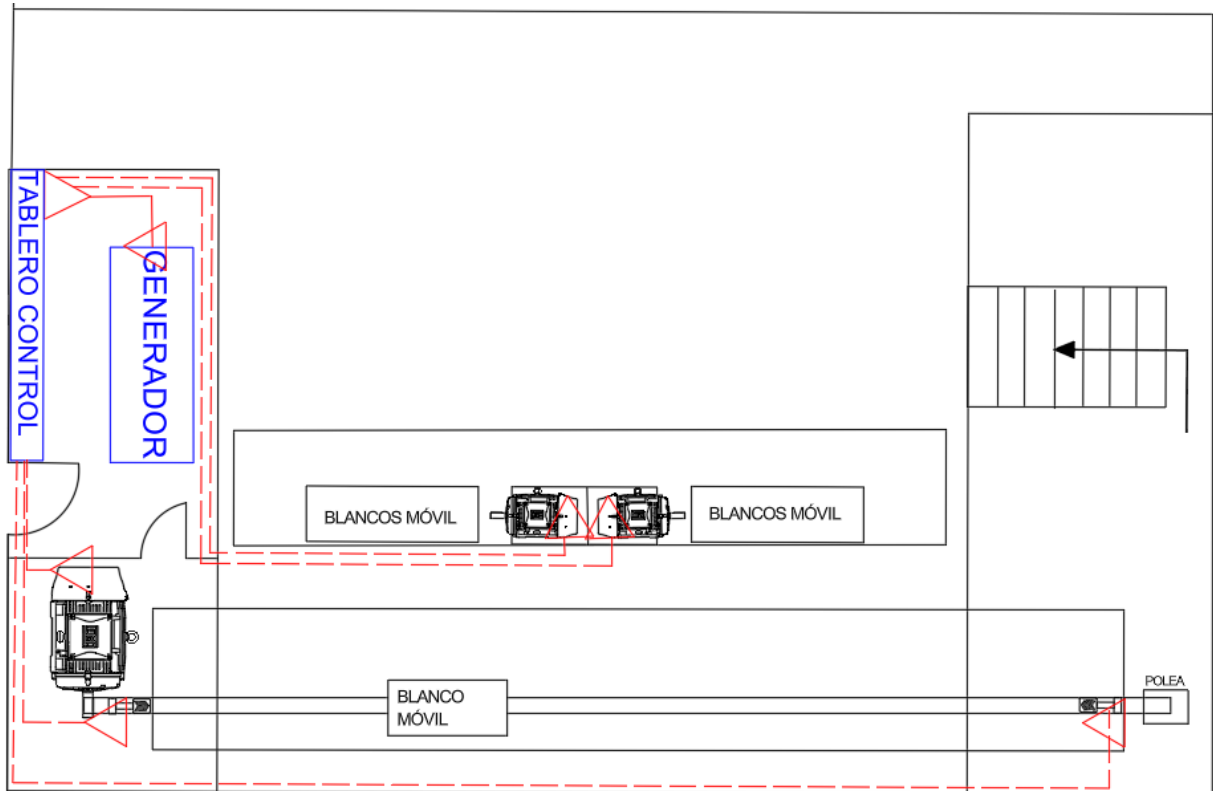 TABLERO CONTROL
GENERADOR
BLANCOS MÓVIL
BLANCOS MÓVIL
BLANCO
MÓVIL
POLEA